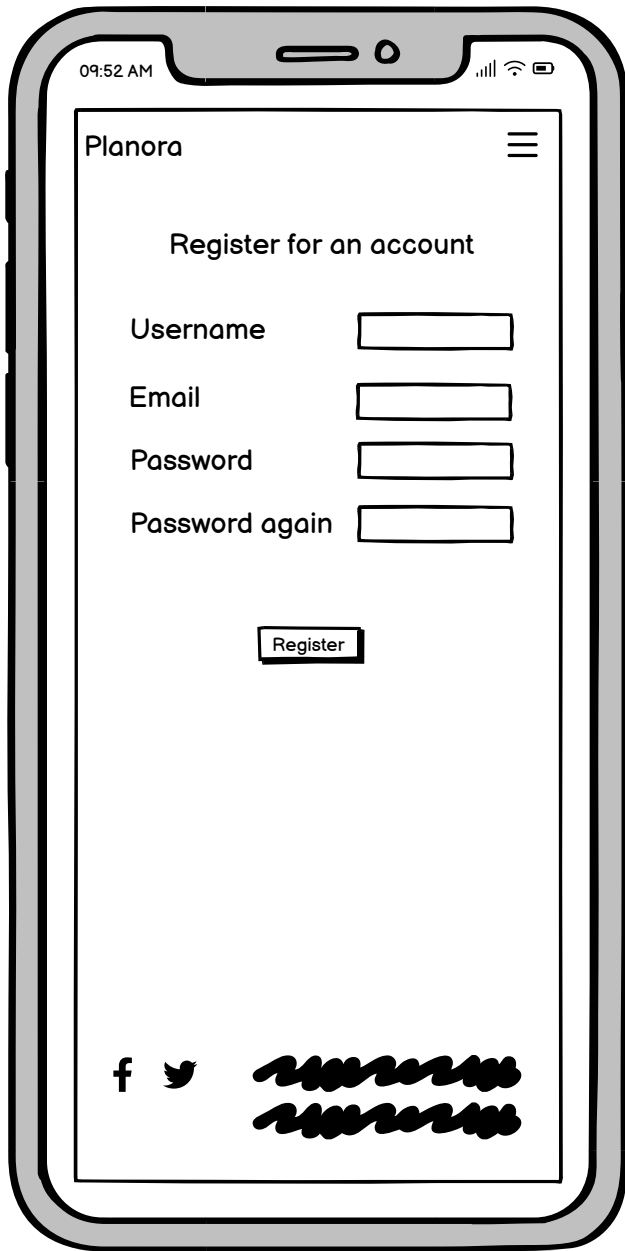 09:52 AM
Planora
Register for an account
Username
Email
Password
Password again
Register